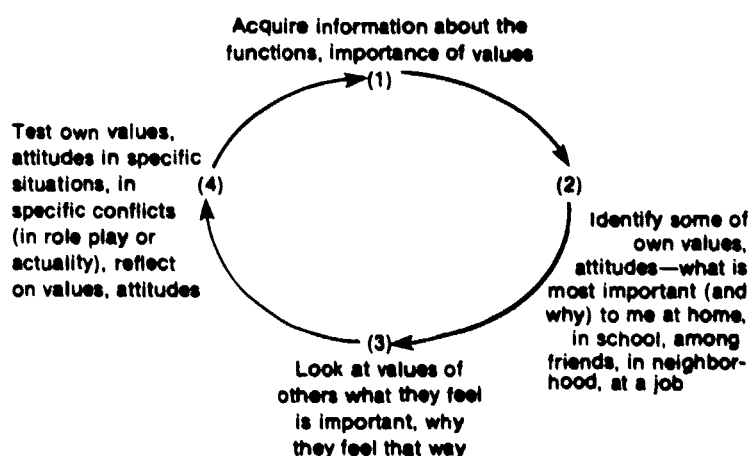 Acquire information about the
functions, importance of values
(1)
(2)
Identify some of
own values,
attitudes—what is
most important (and
why) to me at home,
in school, among
friends, in neighbor-
hood, at a job
(3)
Look at values of
others what they feel
is important, why
they feel that way
(4)
Test own values,
attitudes in specific
situations, in
specific conflicts
(in role play or
actuality), reflect
on values, attitudes